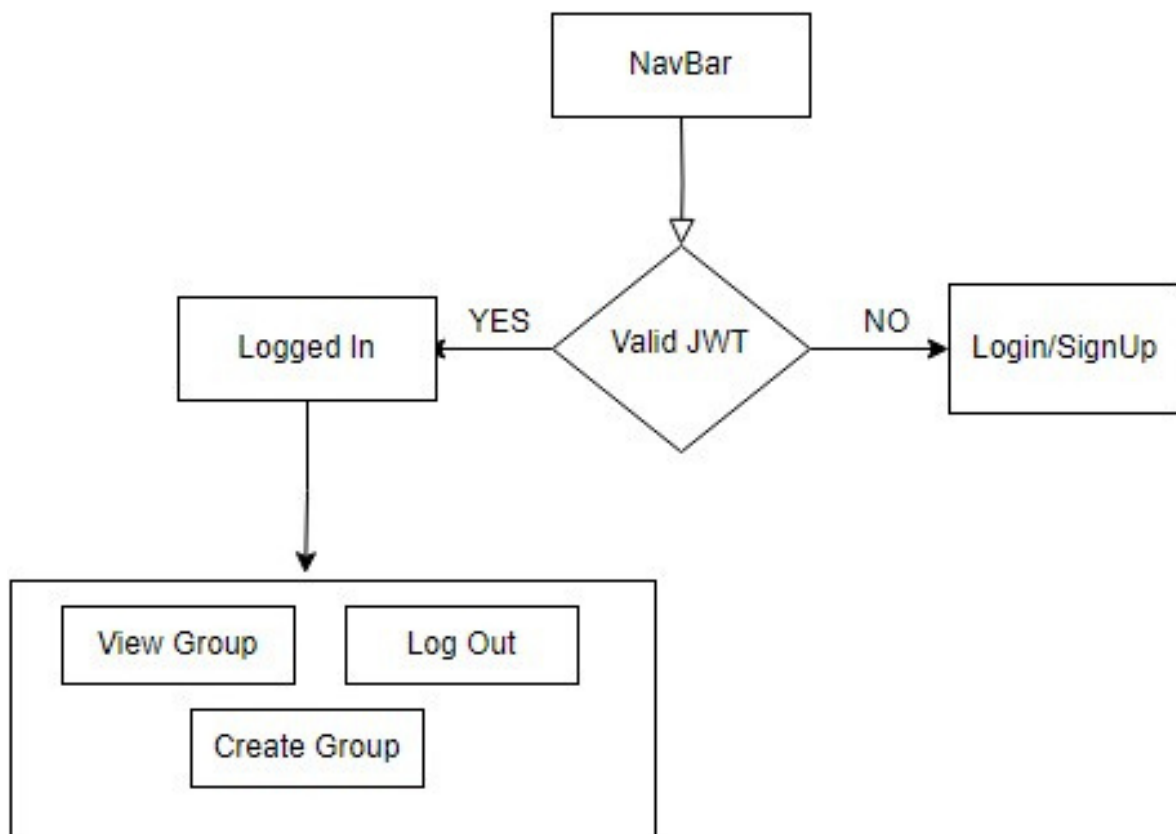 NavBar
YES
NO
Logged In
Valid JWT
Login/SignUp
View Group
Log Out
Create Group